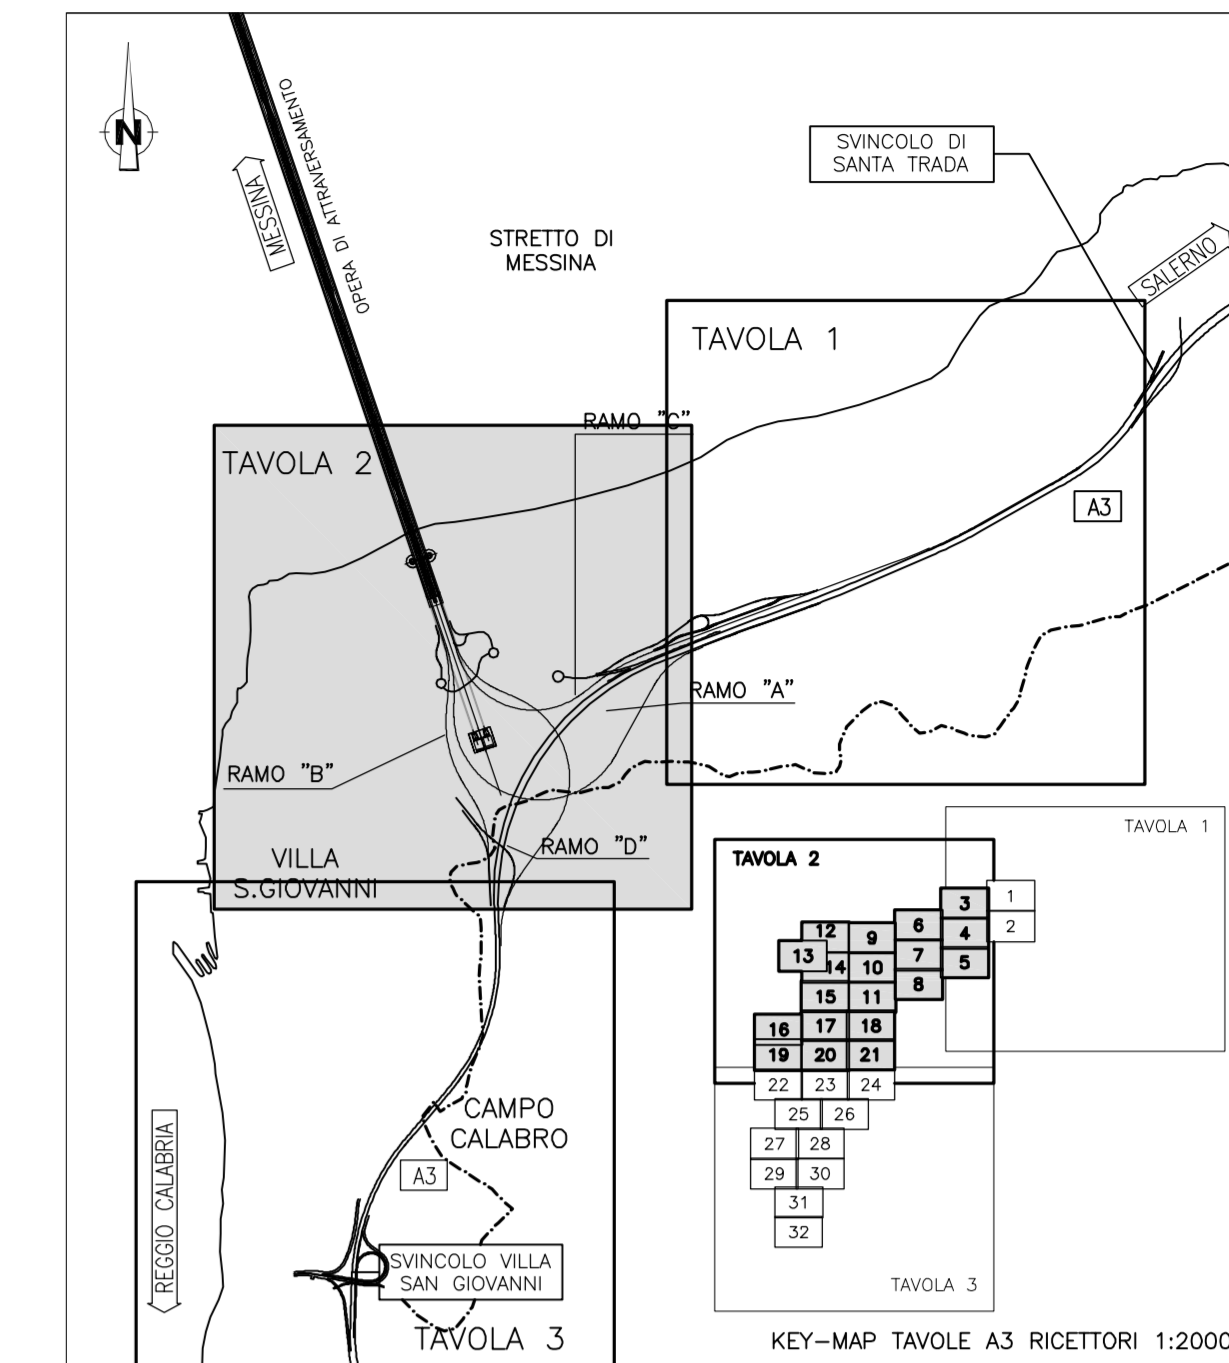 N
OPERA DI ATTRAVERSAMENTO
MESSINA
STRETTO DI
MESSINA
SVINCOLO DI
SANTA TRADA
SALERNO
TAVOLA 1
RAMO "C"
TAVOLA 2
A3
RAMO "A"
RAMO "B"
RAMO "D"
VILLA
S.GIOVANNI
CAMPO
CALABRO
A3
REGGIO CALABRIA
SVINCOLO VILLA
SAN GIOVANNI
TAVOLA 3
TAVOLA 1
TAVOLA 2
1
2
3
4
5
6
7
8
9
10
11
12
13
14
15
16
17
18
19
20
21
22
23
24
25
26
27
28
29
30
31
32
TAVOLA 3
KEY-MAP TAVOLE A3 RICETTORI 1:2000